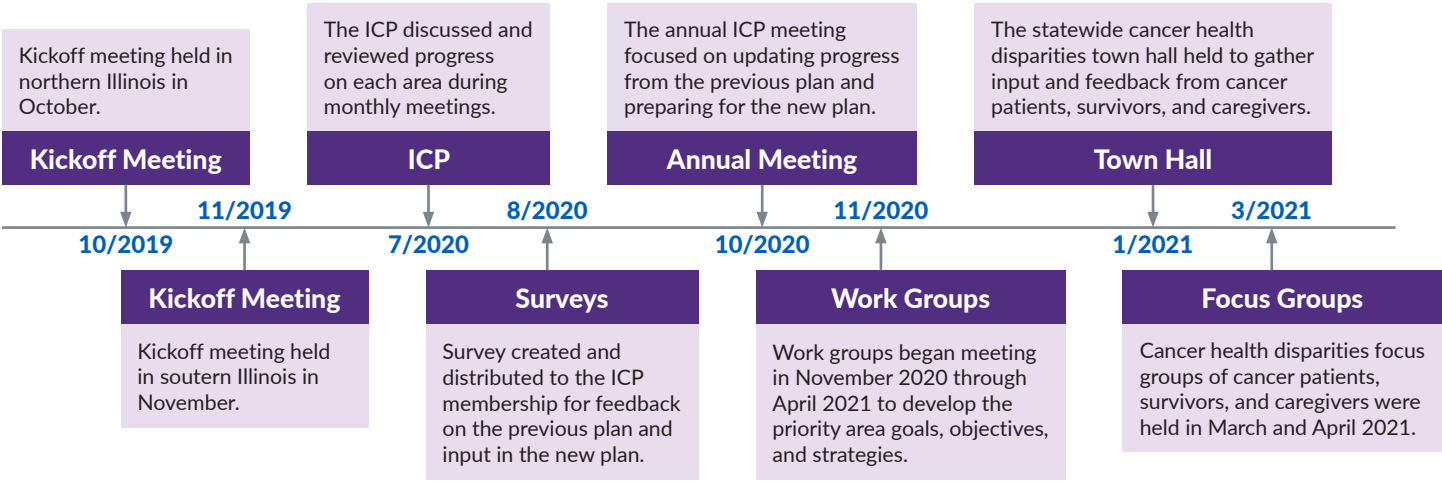 Kickoff meeting held in
northern Illinois in
October.
Kickoff Meeting
The ICP discussed and
reviewed progress
on each area during
monthly meetings.
ICP
The annual ICP meeting
focused on updating progress
from the previous plan and
preparing for the new plan.
Annual Meeting
The statewide cancer health
disparities town hall held to gather
input and feedback from cancer
patients, survivors, and caregivers.
Town Hall
10/2019
11/2019
7/2020
8/2020
10/2020
11/2020
1/2021
3/2021
Kickoff Meeting
Kickoff meeting held
in soutern Illinois in
November.
Surveys
Survey created and
distributed to the ICP
membership for feedback
on the previous plan and
input in the new plan.
Work Groups
Work groups began meeting
in November 2020 through
April 2021 to develop the
priority area goals, objectives,
and strategies.
Focus Groups
Cancer health disparities focus
groups of cancer patients,
survivors, and caregivers were
held in March and April 2021.